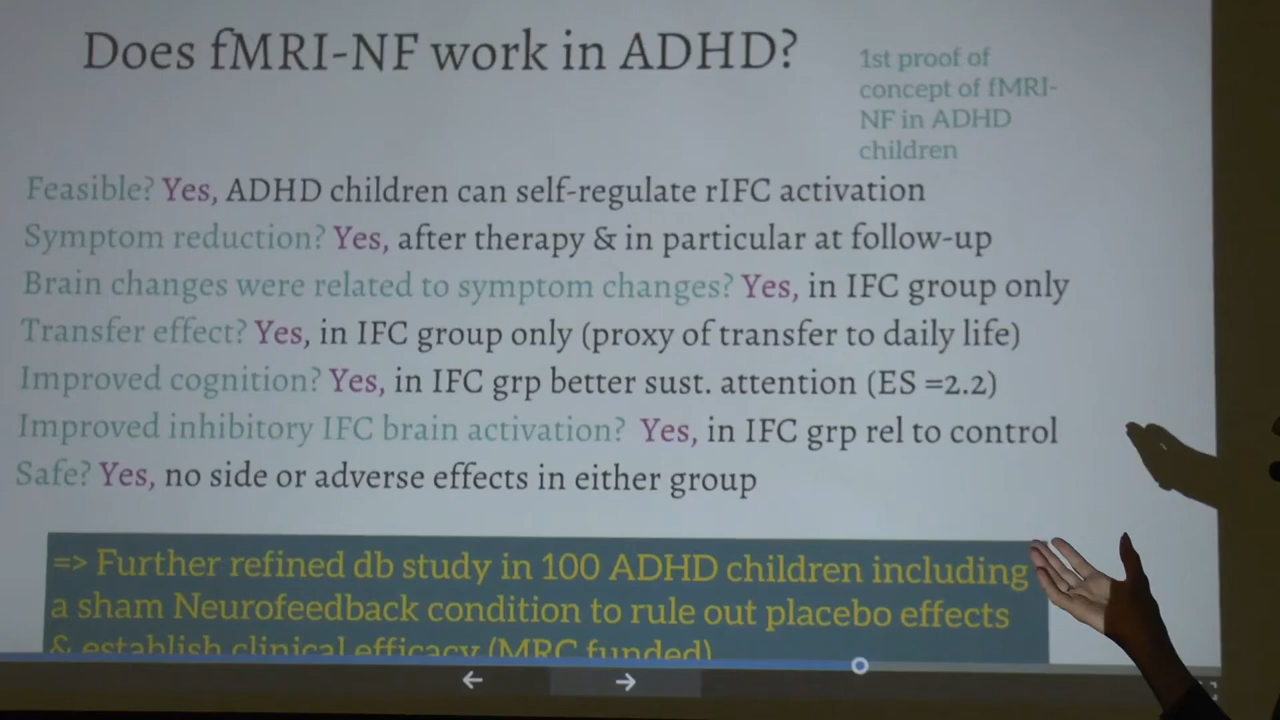 Does fMRI-NF work in ADHD?
1st proof of
concept of fMRI-
NF in ADHD
children
Feasible? Yes, ADHD children can self-regulate rIFC activation
Symptom reduction? Yes, after therapy & in particular at follow-up
Brain changes were related to symptom changes? Yes, in IFC group only
Transfer effect? Yes, in IFC group only (proxy of transfer to daily life)
Improved cognition? Yes, in IFC grp better sust. attention (ES =2.2)
Improved inhibitory IFC brain activation? Yes, in IFC grp rel to control
Safe? Yes, no side or adverse effects in either group
=> Further refined db study in 100 ADHD children including
a sham Neurofeedback condition to rule out placebo effects
& establish clinical efficacy (MRC funded)